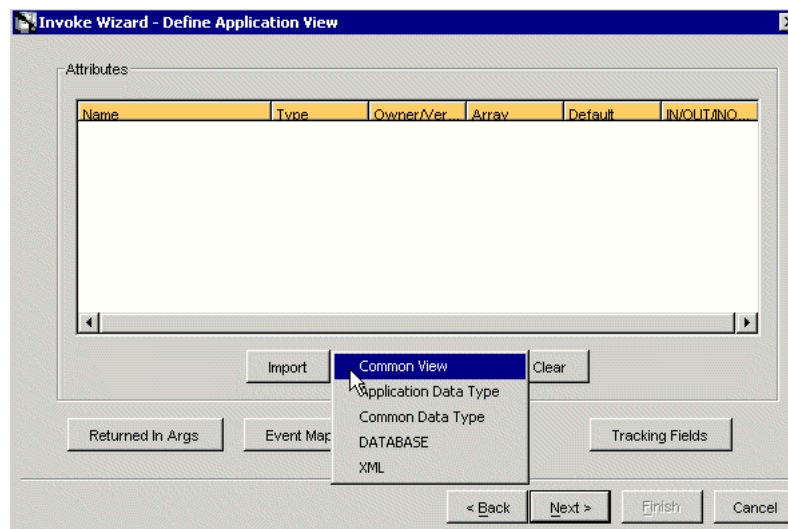 Invoke Wizard - Define Application View
Attributes
Name Type Owner/Ver... Array Default IN/OUT/INO...
Import Common View Clear
Application Data Type
Common Data Type
Returned In Args Event Map Tracking Fields
DATABASE
XML
< Back Next > Finish Cancel